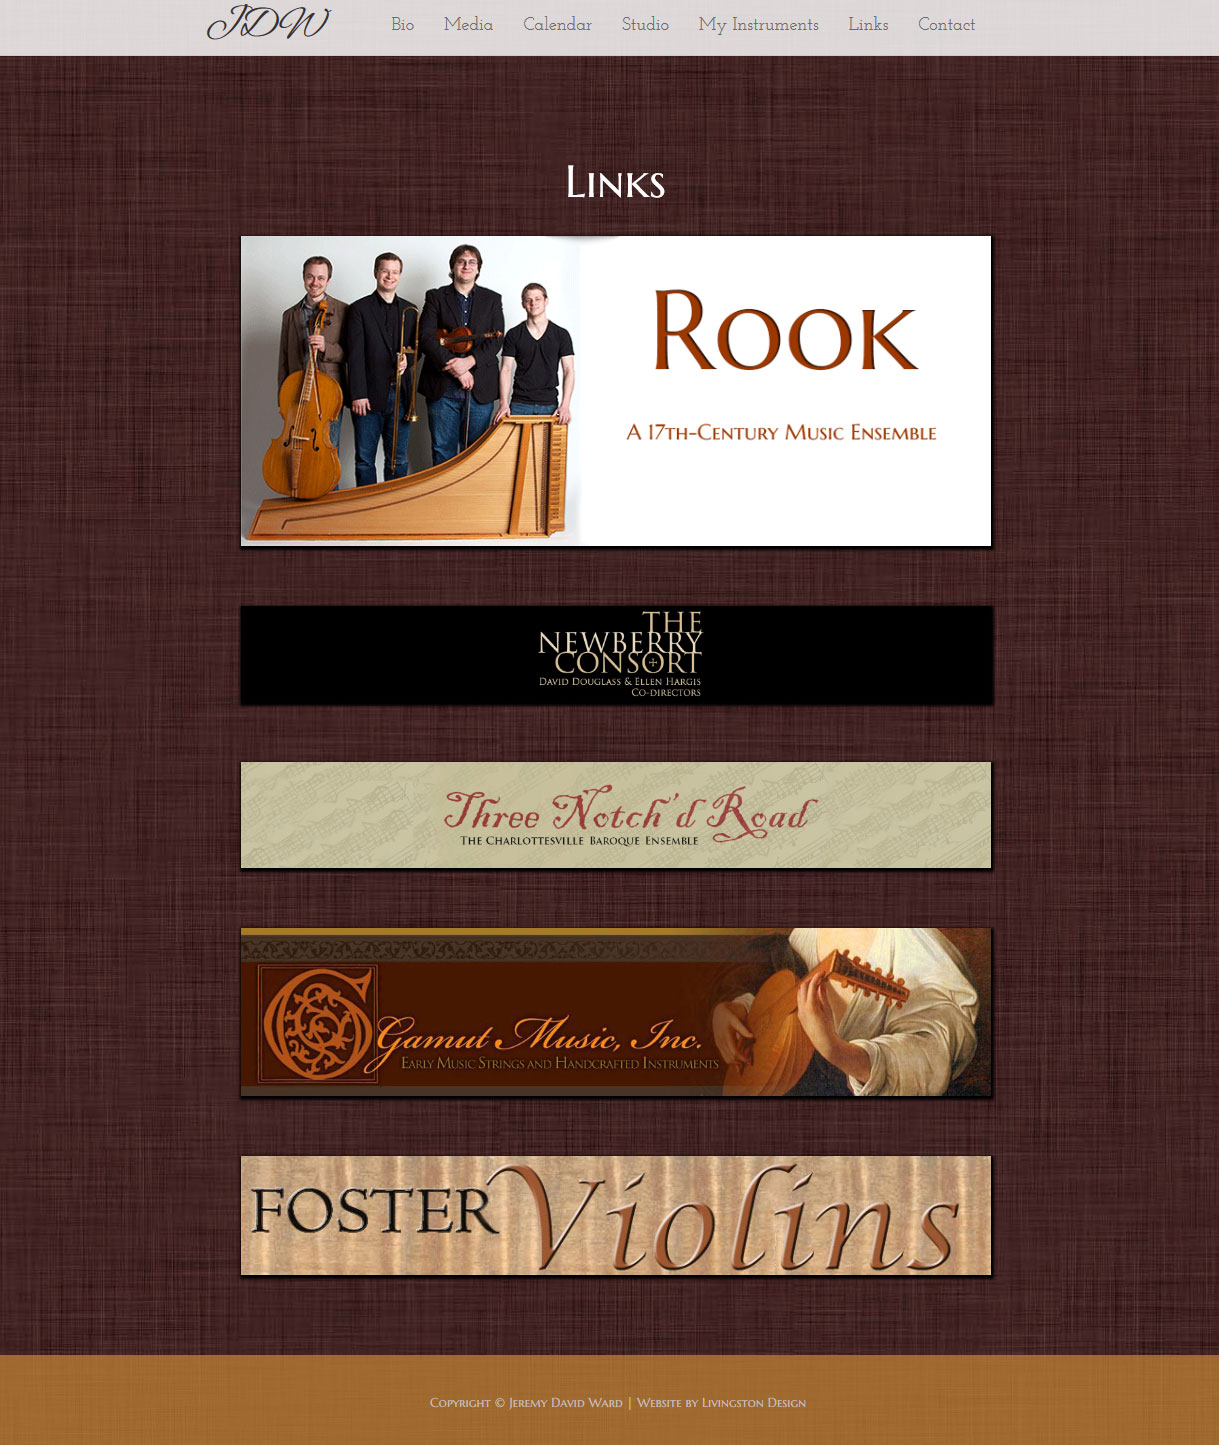 JDW Bio Media Calendar Studio My Instruments Links Contact
Links
Rook
A 17th-Century Music Ensemble
THE
NEWBERRY
CONSORT
David Douglass & Ellen Hargis
Co-directors
Three Notch'd Road
The Charlottesville Baroque Ensemble
G
Gamut Music, Inc.
Early Music Strings and Handcrafted Instruments
FOSTER Violins
Copyright © Jeremy David Ward | Website by Livingston Design